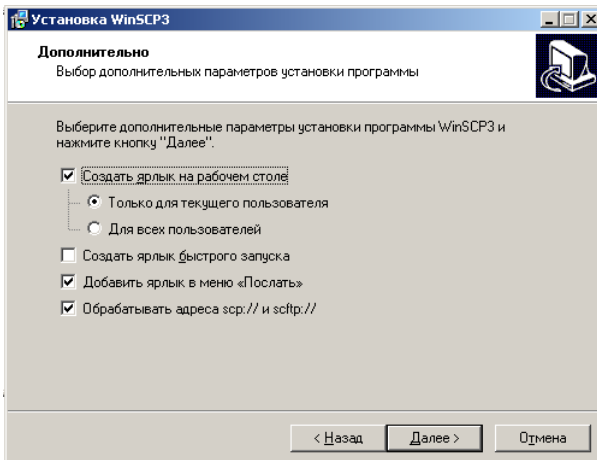 Установка WinSCP3
Дополнительно
Выбор дополнительных параметров установки программы
Выберите дополнительные параметры установки программы WinSCP3 и
нажмите кнопку "Далее".
Создать ярлык на рабочем столе
Только для текущего пользователя
Для всех пользователей
Создать ярлык быстрого запуска
Добавить ярлык в меню «Послать»
Обрабатывать адреса scp:// и scftp://
< Назад Далее > Отмена